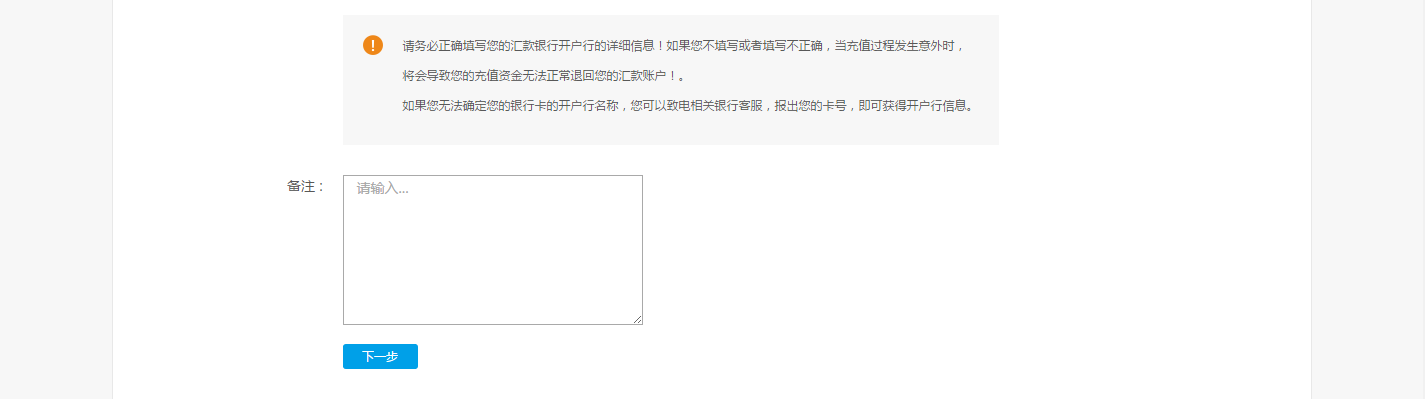 请务必正确填写您的汇款银行开户行的详细信息！如果您不填写或者填写不正确，当充值过程发生意外时，
将会导致您的充值资金无法正常退回您的汇款账户！。
如果您无法确定您的银行卡的开户行名称，您可以致电相关银行客服，报出您的卡号，即可获得开户行信息。
备注：
请输入...
下一步